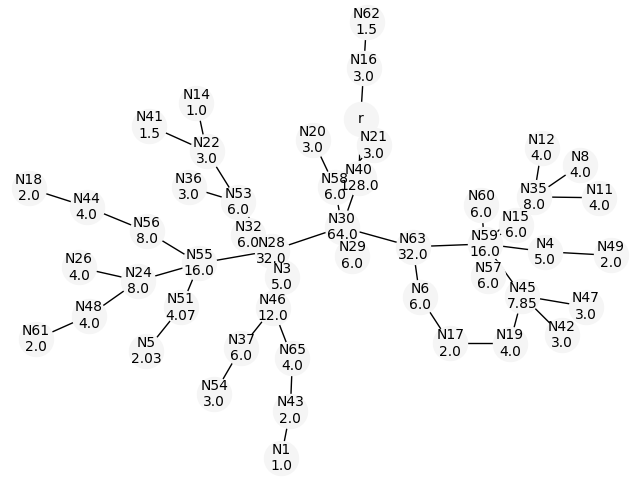 N62
1.5
N16
3.0
r
N14
1.0
N41
1.5
N22
3.0
N20
3.0
N21
3.0
N12
4.0
N8
4.0
N18
2.0
N44
4.0
N36
3.0
N53
6.0
N58
6.0
N40
128.0
N35
8.0
N11
4.0
N60
6.0
N15
6.0
N56
8.0
N32
6.0
N30
64.0
N28
32.0
N29
6.0
N63
32.0
N59
16.0
N4
5.0
N49
2.0
N26
4.0
N24
8.0
N55
16.0
N3
5.0
N57
6.0
N48
4.0
N51
4.07
N46
12.0
N6
6.0
N45
7.85
N47
3.0
N61
2.0
N5
2.03
N37
6.0
N65
4.0
N17
2.0
N19
4.0
N42
3.0
N54
3.0
N43
2.0
N1
1.0